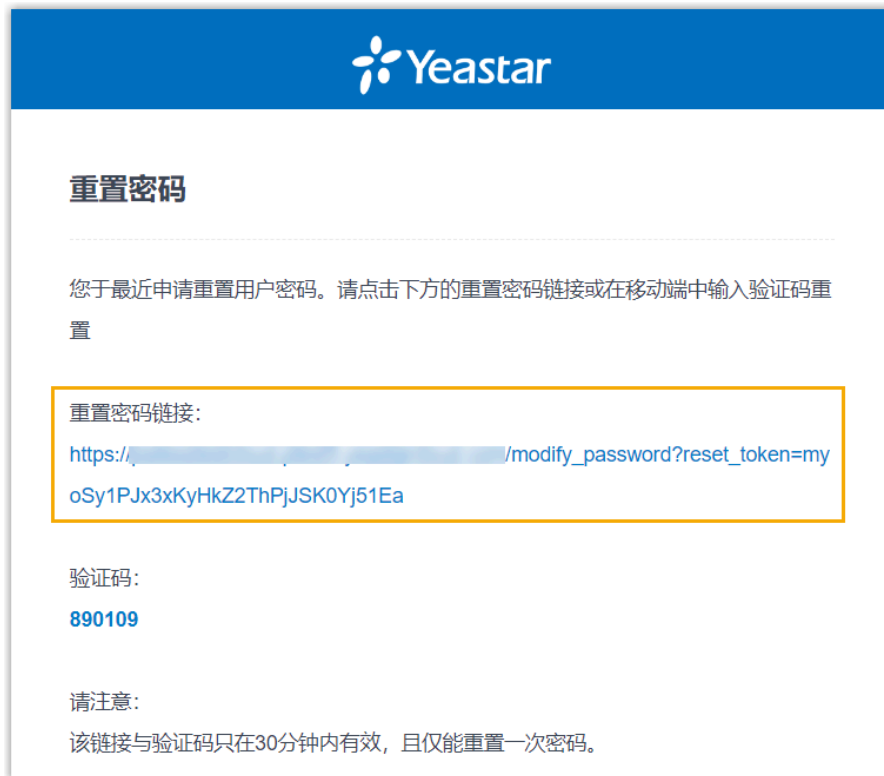 Yeastar
重置密码
您于最近申请重置用户密码。请点击下方的重置密码链接或在移动端中输入验证码重
置
重置密码链接：
https:// /modify_password?reset_token=my
oSy1PJx3xKyHkZ2ThPjJSK0Yj51Ea
验证码：
890109
请注意：
该链接与验证码只在30分钟内有效，且仅能重置一次密码。